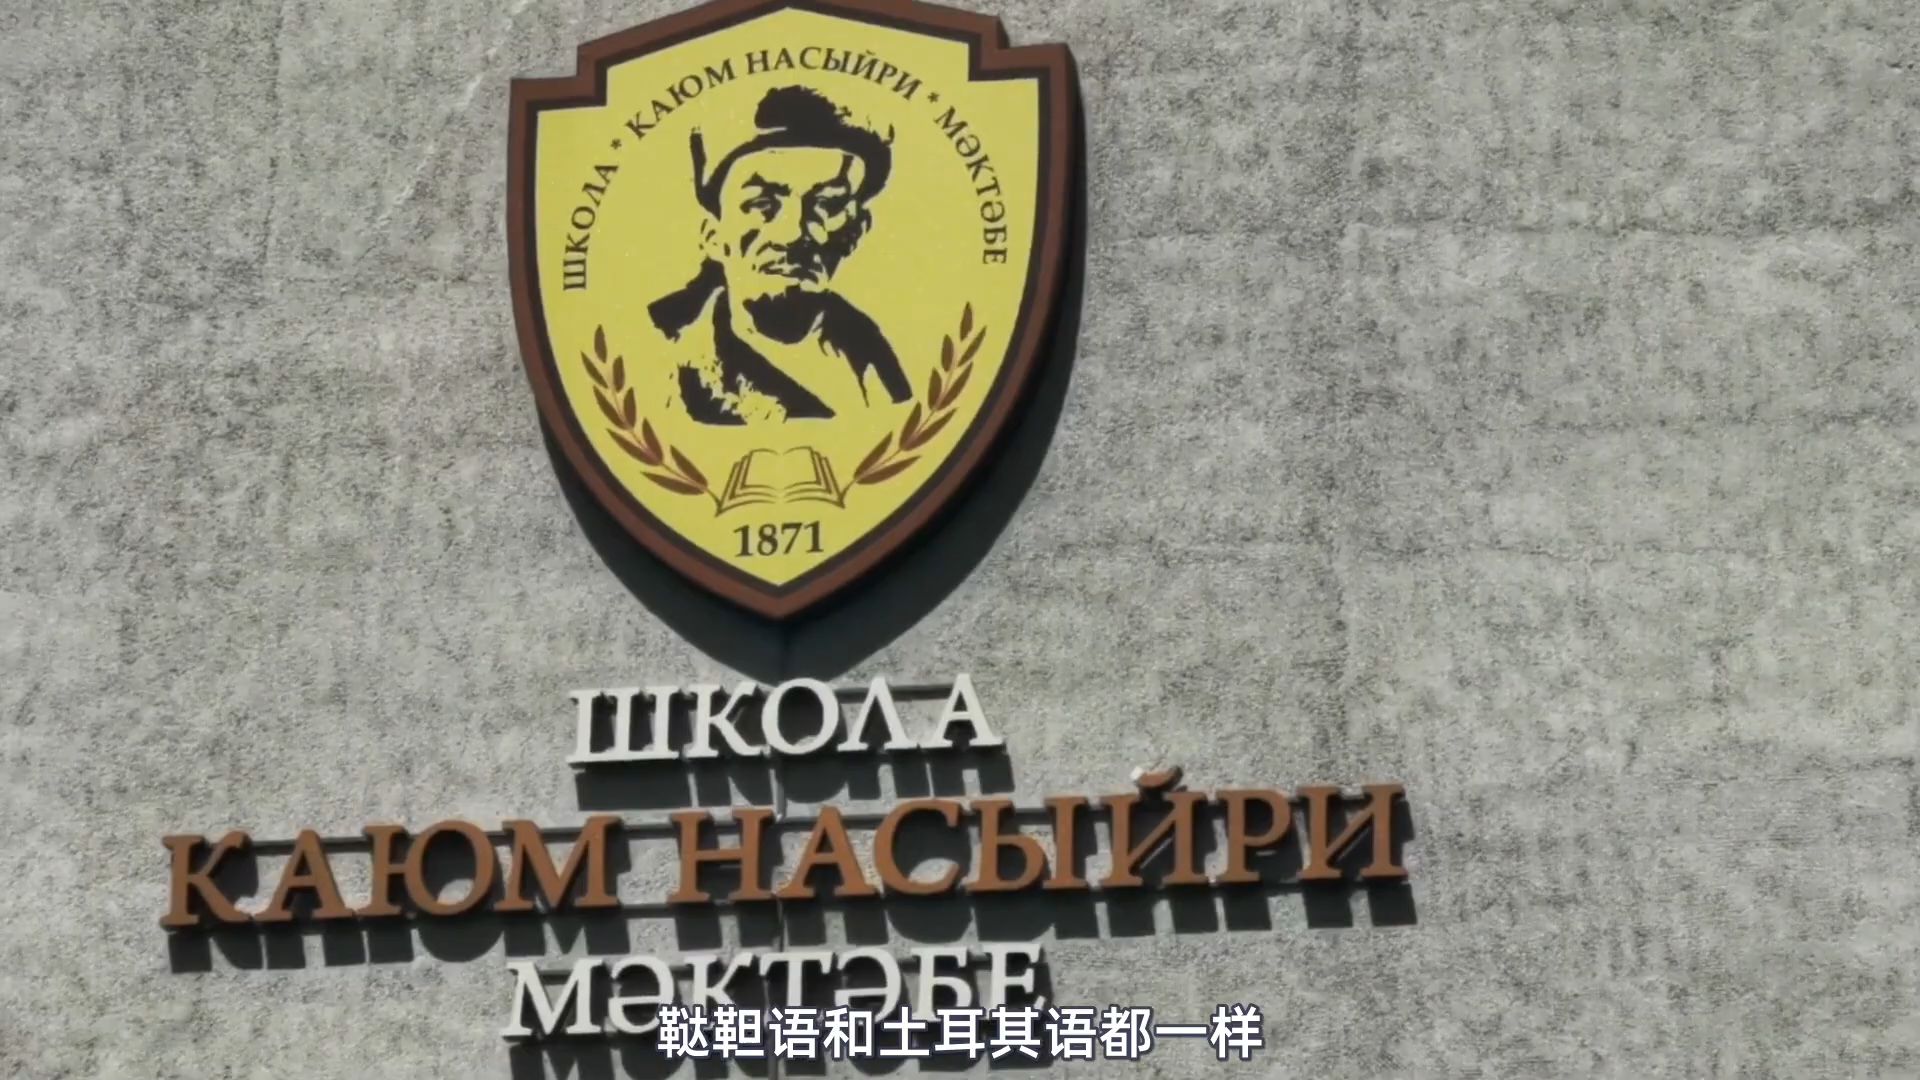 ШКОЛА * КАЮМ НАСЫЙРИ * МӘКТӘБЕ
1871
ШКОЛА
КАЮМ НАСЫЙРИ
МӘКТӘБЕ
鞑靼语和土耳其语都一样